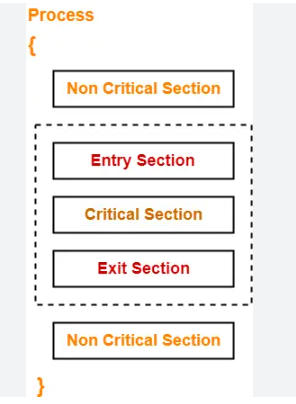 Process
{
Non Critical Section
Entry Section
Critical Section
Exit Section
Non Critical Section
}